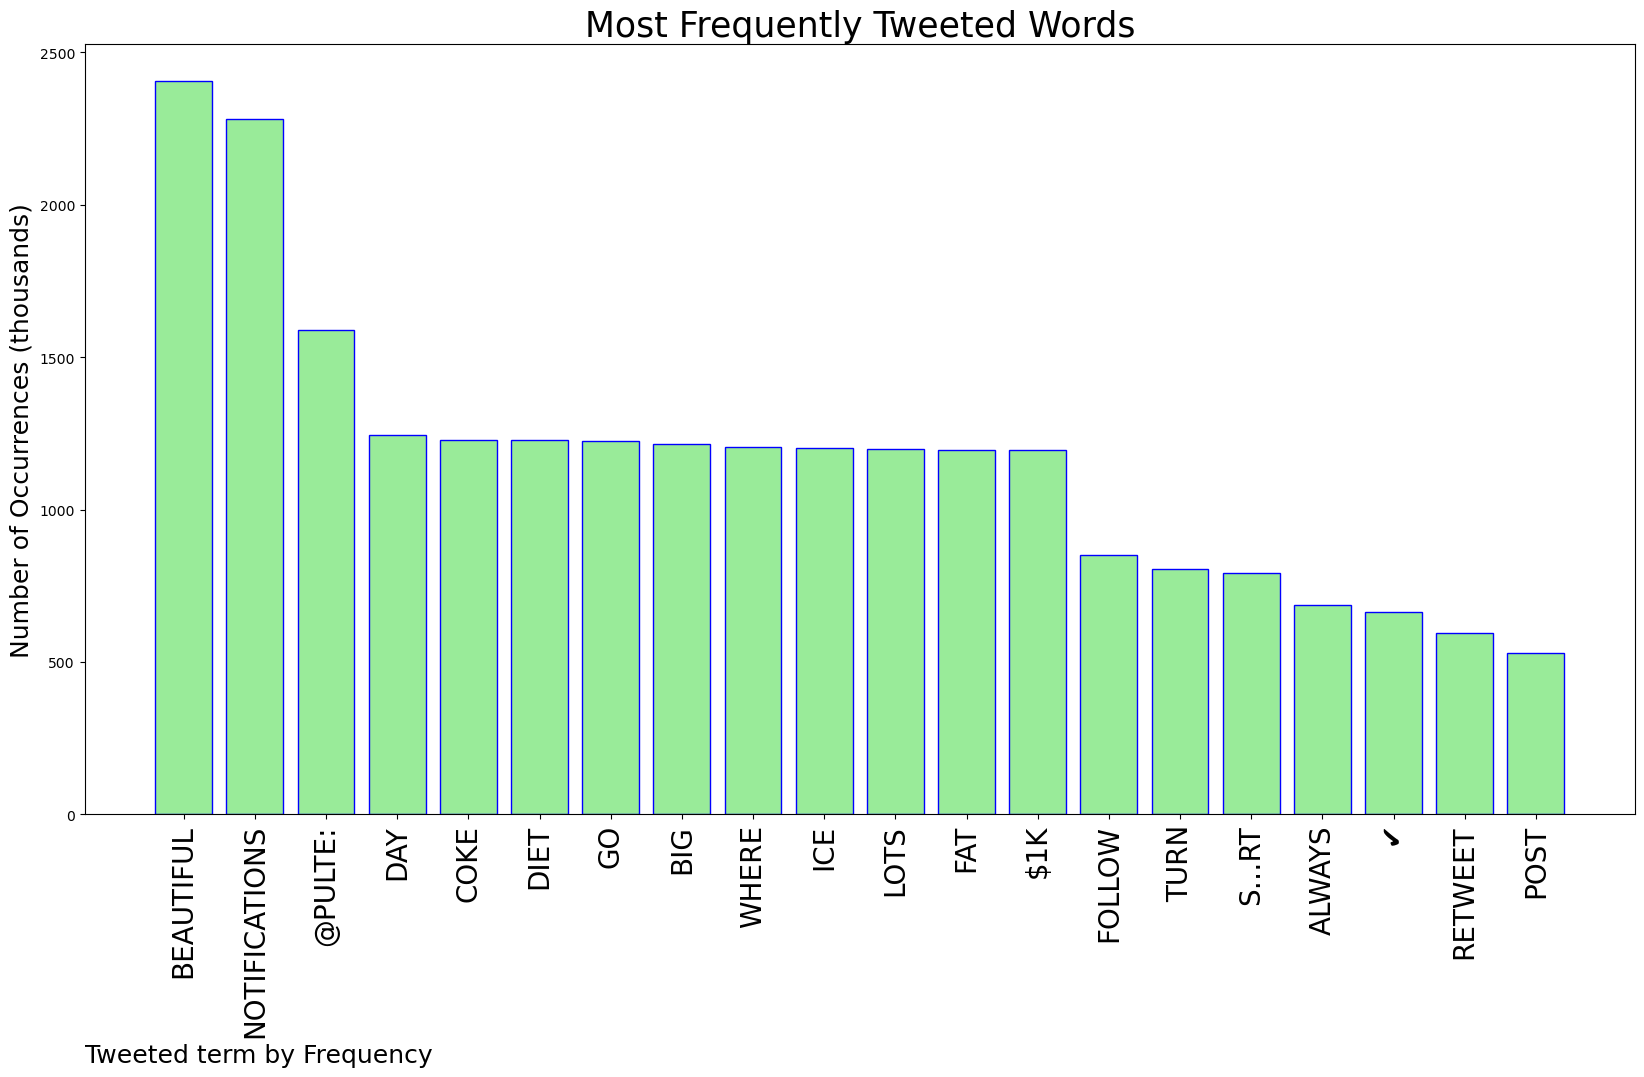 Most Frequently Tweeted Words
Number of Occurrences (thousands)
2500
2000
1500
1000
500
0
BEAUTIFUL
NOTIFICATIONS
@PULTE:
DAY
COKE
DIET
GO
BIG
WHERE
ICE
LOTS
FAT
$1K
FOLLOW
TURN
S...RT
ALWAYS
✔
RETWEET
POST
Tweeted term by Frequency